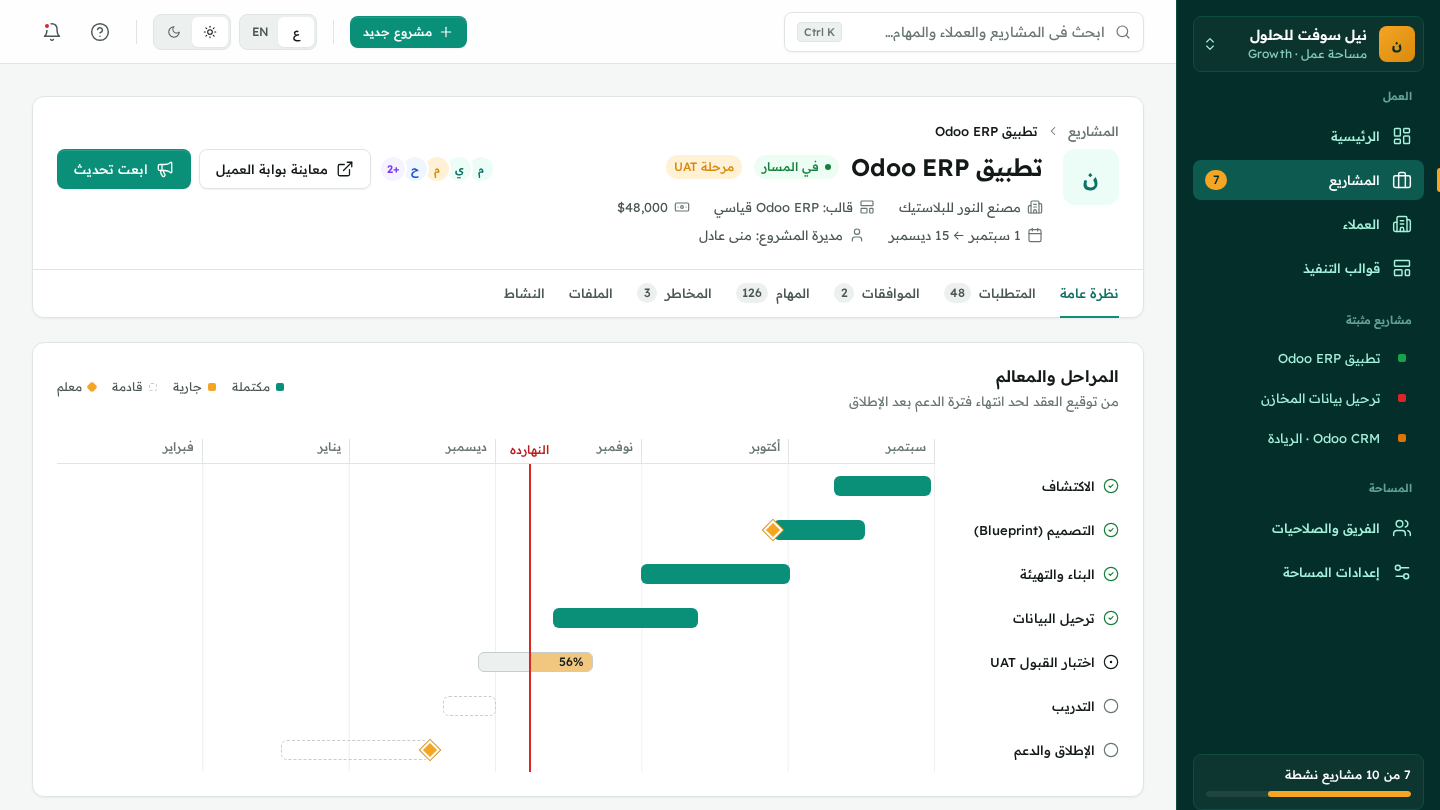 ن
نيل سوفت للحلول
مساحة عمل · Growth
العمل
الرئيسية
المشاريع
7
العملاء
قوالب التنفيذ
مشاريع مثبتة
تطبيق Odoo ERP
ترحيل بيانات المخازن
Odoo CRM · الريادة
المساحة
الفريق والصلاحيات
إعدادات المساحة
7 من 10 مشاريع نشطة
ابحث في المشاريع والعملاء والمهام...
Ctrl K
مشروع جديد
ع
EN
المشاريع
تطبيق Odoo ERP
ن
تطبيق Odoo ERP
في المسار
مرحلة UAT
م
ي
م
ح
+2
معاينة بوابة العميل
ابعت تحديث
مصنع النور للبلاستيك
قالب: Odoo ERP قياسي
$48,000
1 سبتمبر ← 15 ديسمبر
مديرة المشروع: منى عادل
نظرة عامة
المتطلبات 48
الموافقات 2
المهام 126
المخاطر 3
الملفات
النشاط
المراحل والمعالم
من توقيع العقد لحد انتهاء فترة الدعم بعد الإطلاق
مكتملة
جارية
قادمة
معلم
سبتمبر
أكتوبر
نوفمبر
النهارده
ديسمبر
يناير
فبراير
الاكتشاف
التصميم (Blueprint)
البناء والتهيئة
ترحيل البيانات
اختبار القبول UAT
56%
التدريب
الإطلاق والدعم